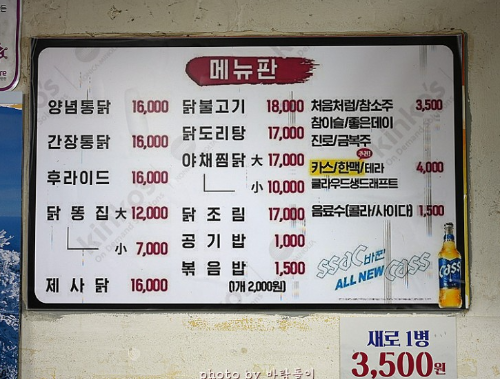 메뉴판
양념통닭 16,000
간장통닭 16,000
후라이드 16,000
닭똥집 大 12,000
小 7,000
제사닭 16,000
닭불고기 18,000
닭도리탕 17,000
야채찜닭 大 17,000
小 10,000
닭조림 17,000
공기밥 1,000
볶음밥 1,500
(1개 2,000원)
처음처럼/참소주 3,500
참이슬/좋은데이
진로/금복주
카스/한맥/테라 4,000
클라우드생드래프트
음료수(콜라/사이다) 1,500
ssac 바뀐!
ALL NEW Cass
Cass
새로 1병
3,500원
photo by 바람돌이
kinko's